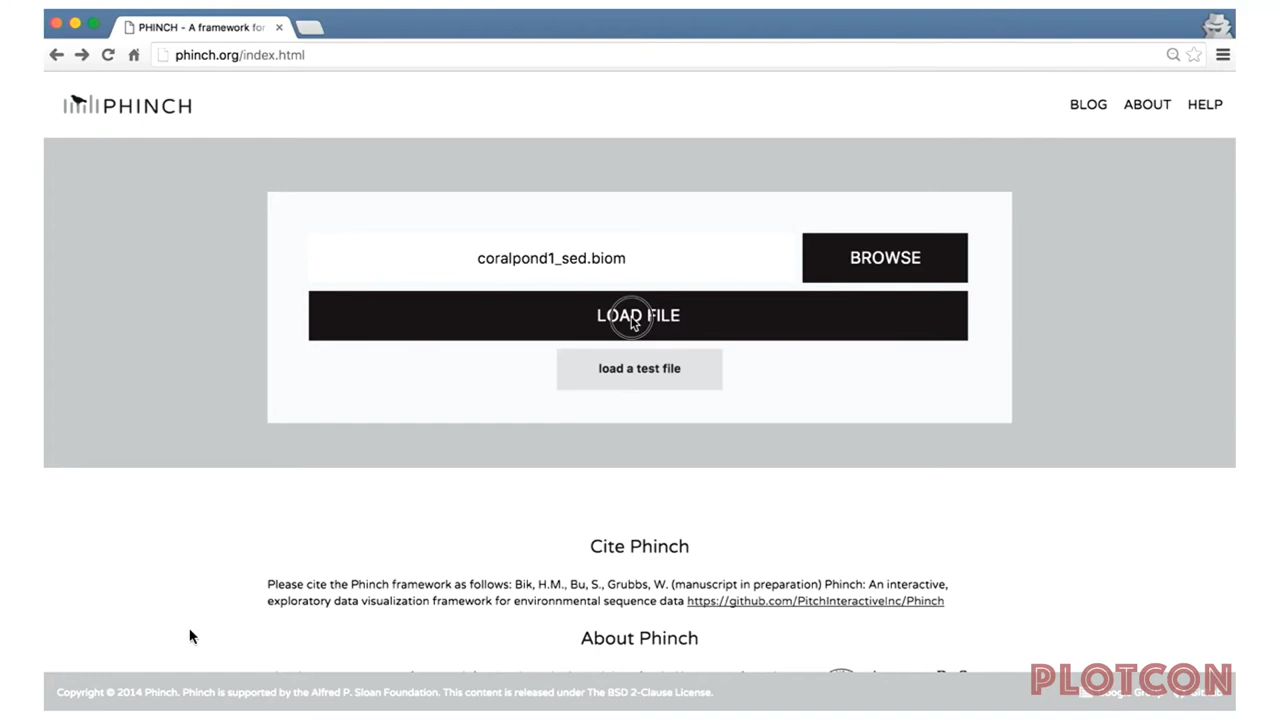 PHINCH - A framework for
phinch.org/index.html
PHINCH
BLOG ABOUT HELP
coralpond1_sed.biom
BROWSE
LOAD FILE
load a test file
Cite Phinch
Please cite the Phinch framework as follows: Bik, H.M., Bu, S., Grubbs, W. (manuscript in preparation) Phinch: An interactive,
exploratory data visualization framework for environnmental sequence data https://github.com/PitchInteractiveInc/Phinch
About Phinch
Copyright © 2014 Phinch. Phinch is supported by the Alfred P. Sloan Foundation. This content is released under The BSD 2-Clause License.
PLOTCON